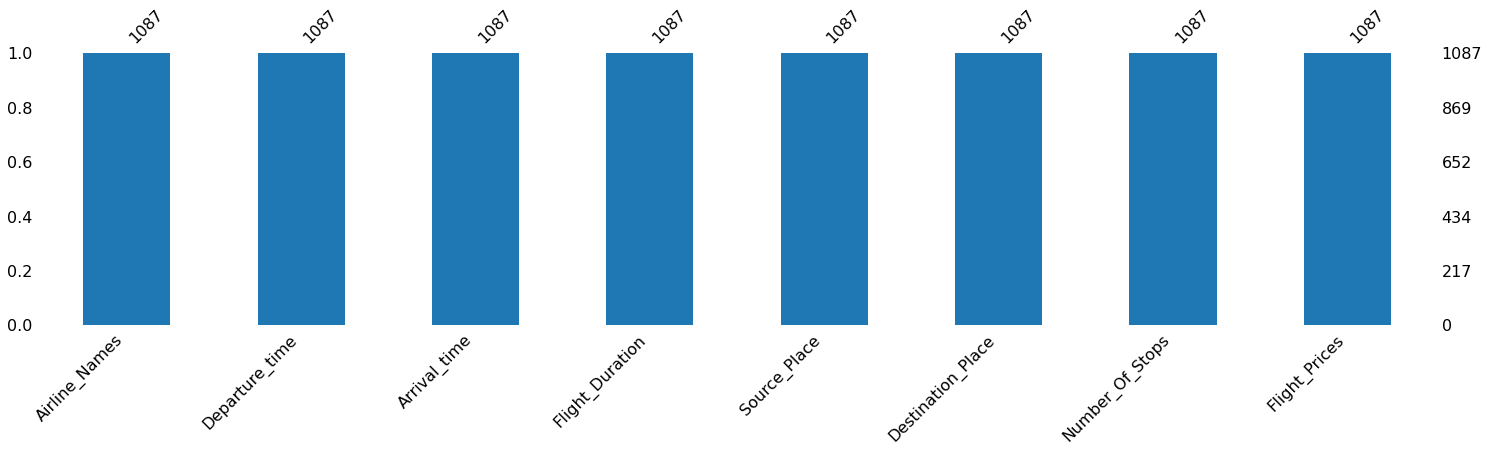 1087 1087 1087 1087 1087 1087 1087 1087
1.0 1087
0.8 869
0.6 652
0.4 434
0.2 217
0.0 0
Airline_Names
Departure_time
Arrival_time
Flight_Duration
Source_Place
Destination_Place
Number_Of_Stops
Flight_Prices